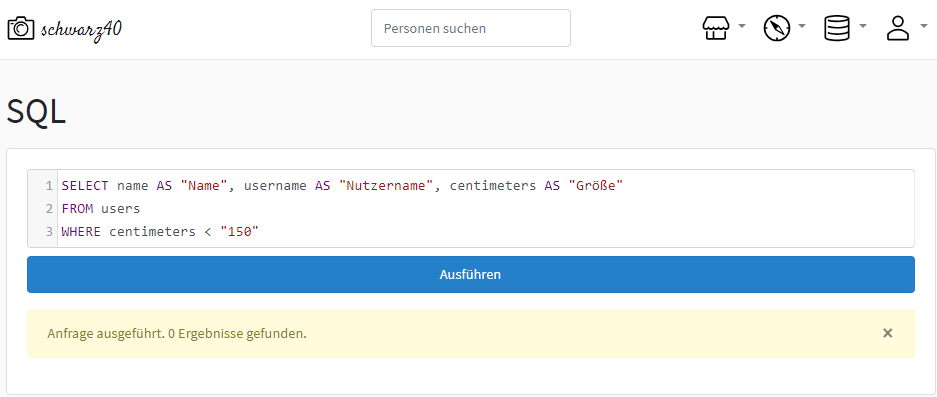 schwarz40
Personen suchen
SQL
1 SELECT name AS "Name", username AS "Nutzername", centimeters AS "Größe"
2 FROM users
3 WHERE centimeters < "150"
Ausführen
Anfrage ausgeführt. 0 Ergebnisse gefunden. ×